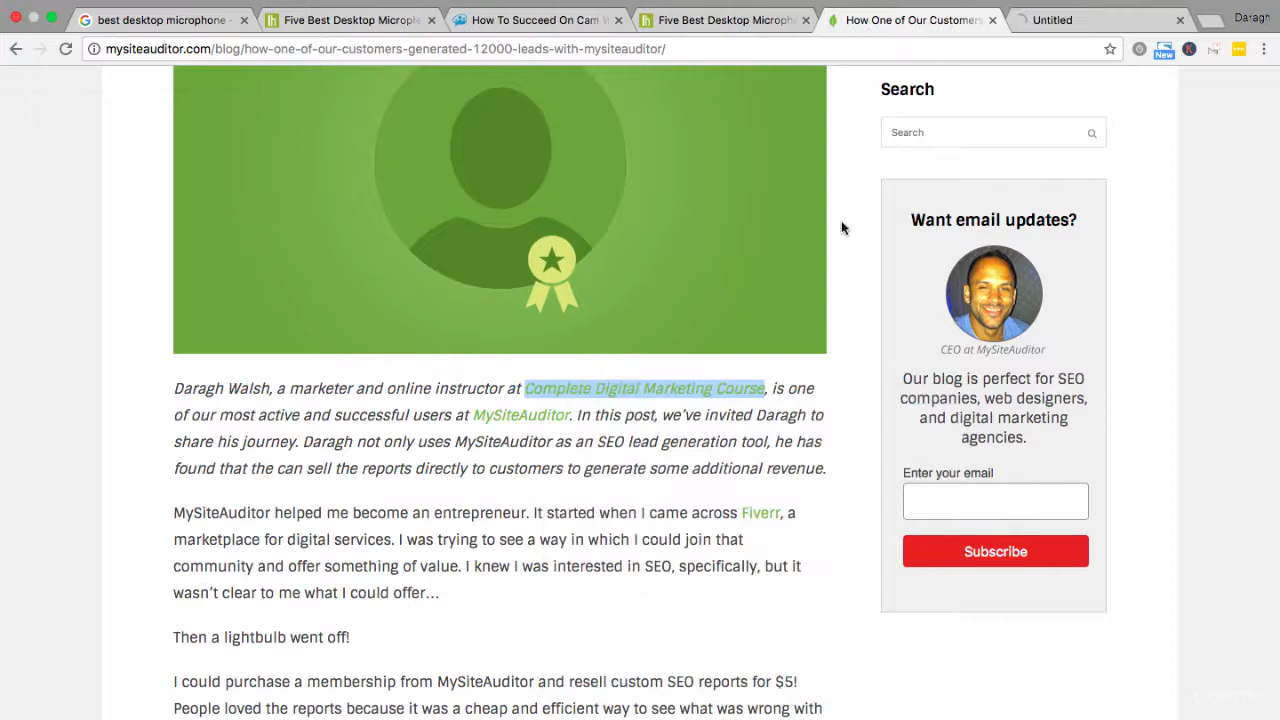 best desktop microphone -
Five Best Desktop Microph
How To Succeed On Cam W
Five Best Desktop Microph
How One of Our Customers
Untitled
Daragh
mysiteauditor.com/blog/how-one-of-our-customers-generated-12000-leads-with-mysiteauditor/
New
Search
Search
Want email updates?
CEO at MySiteAuditor
Our blog is perfect for SEO
companies, web designers,
and digital marketing
agencies.
Enter your email
Subscribe
Daragh Walsh, a marketer and online instructor at Complete Digital Marketing Course, is one
of our most active and successful users at MySiteAuditor. In this post, we've invited Daragh to
share his journey. Daragh not only uses MySiteAuditor as an SEO lead generation tool, he has
found that the can sell the reports directly to customers to generate some additional revenue.
MySiteAuditor helped me become an entrepreneur. It started when I came across Fiverr, a
marketplace for digital services. I was trying to see a way in which I could join that
community and offer something of value. I knew I was interested in SEO, specifically, but it
wasn't clear to me what I could offer…
Then a lightbulb went off!
I could purchase a membership from MySiteAuditor and resell custom SEO reports for $5!
People loved the reports because it was a cheap and efficient way to see what was wrong with